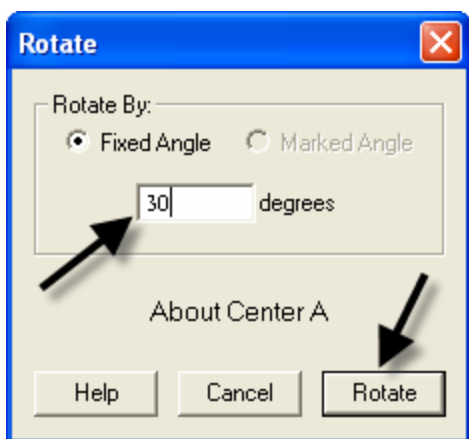 Rotate
Rotate By:
Fixed Angle Marked Angle
30 degrees
About Center A
Help Cancel Rotate